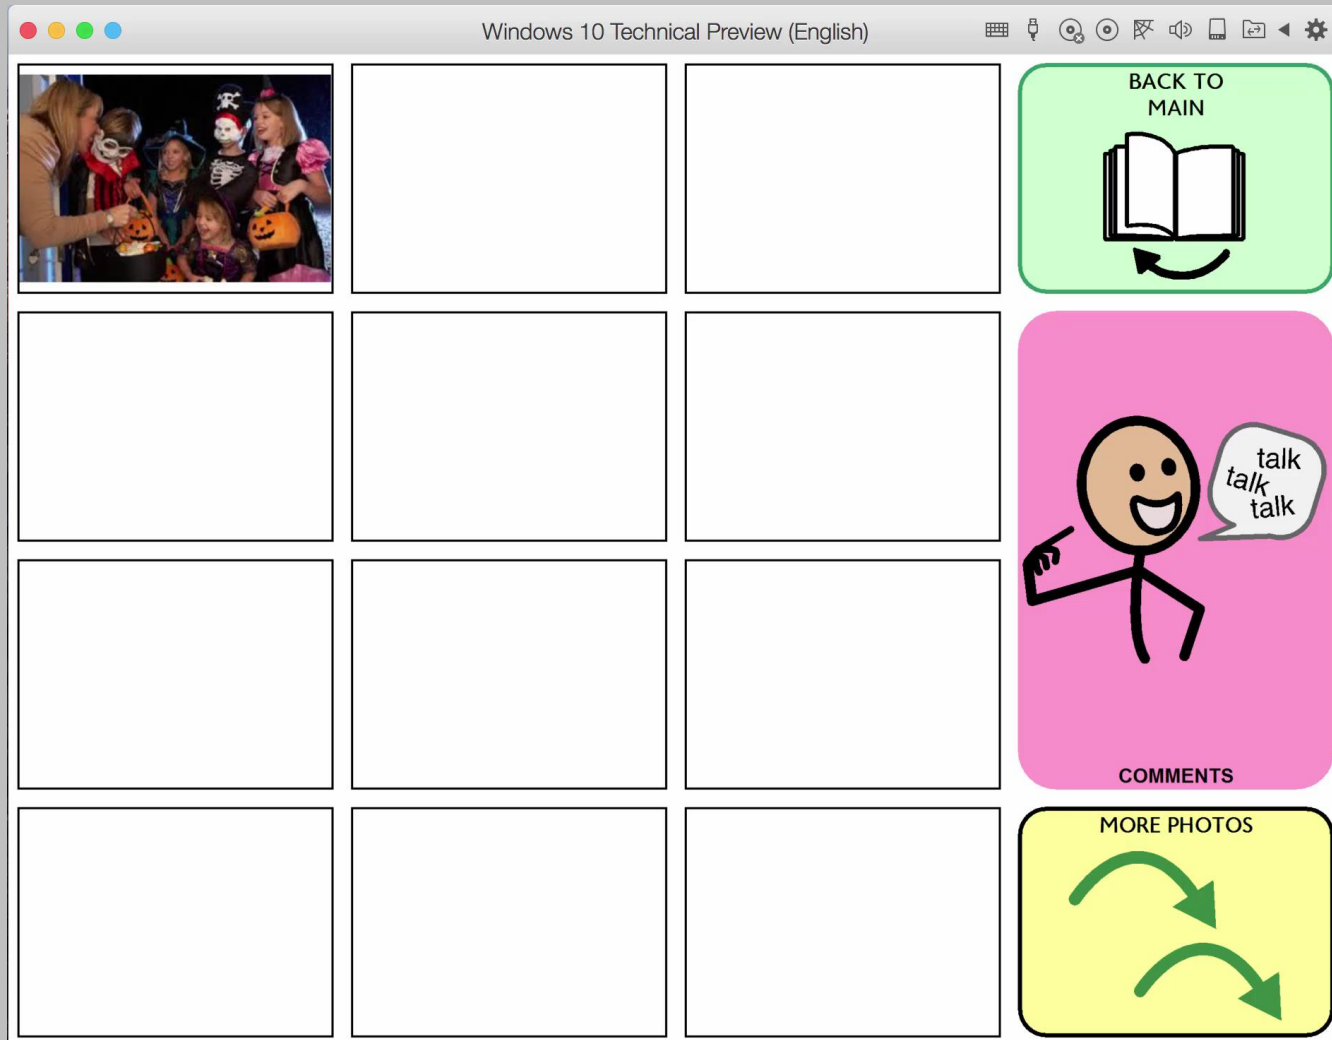 Windows 10 Technical Preview (English)
BACK TO
MAIN
talk
talk
talk
COMMENTS
MORE PHOTOS